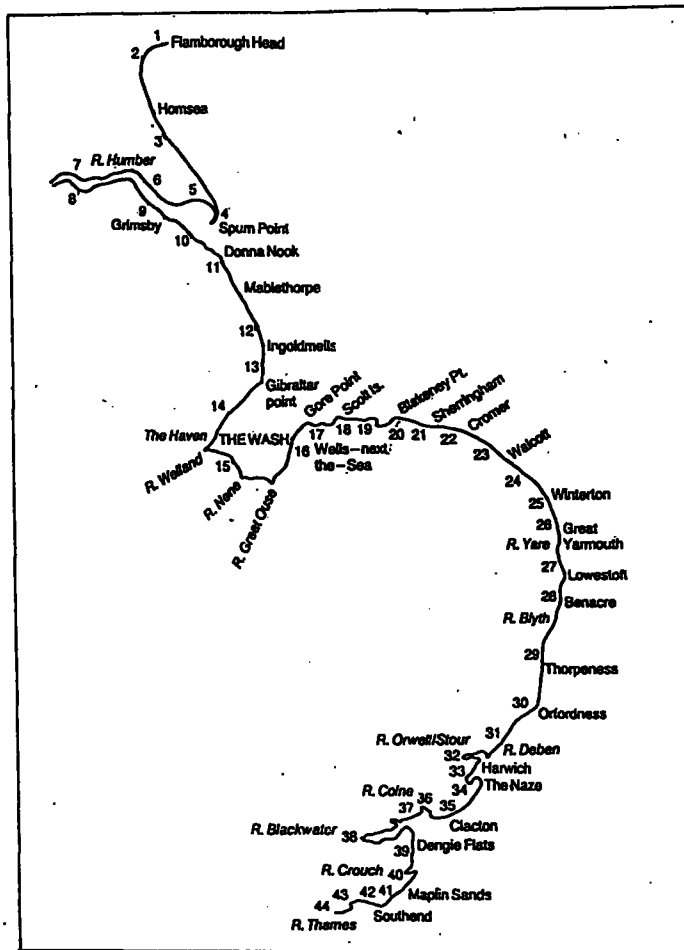 1
Flamborough Head
2
Hornsea
3
R. Humber
7
6
5
8
4
9
Spurn Point
Grimsby
10
Donna Nook
11
Mablethorpe
12
Ingoldmells
13
Gibraltar
point
14
Gore Point
Scolt Is.
Blakeney Pt.
Sherringham
Cromer
The Haven
THE WASH
16
17
18
19
20
21
22
23
Walcott
Wells-next
the-Sea
R. Welland
15
R. Nene
R. Great Ouse
24
Winterton
25
26
Great
Yarmouth
R. Yare
27
Lowestoft
28
Benacre
R. Blyth
29
Thorpeness
30
Orfordness
31
R. Orwell/Stour
32
R. Deben
33
Harwich
34
The Naze
R. Colne
36
37
35
Clacton
R. Blackwater
38
Dengie Flats
39
R. Crouch
40
Maplin Sands
43
42
41
44
Southend
R. Thames